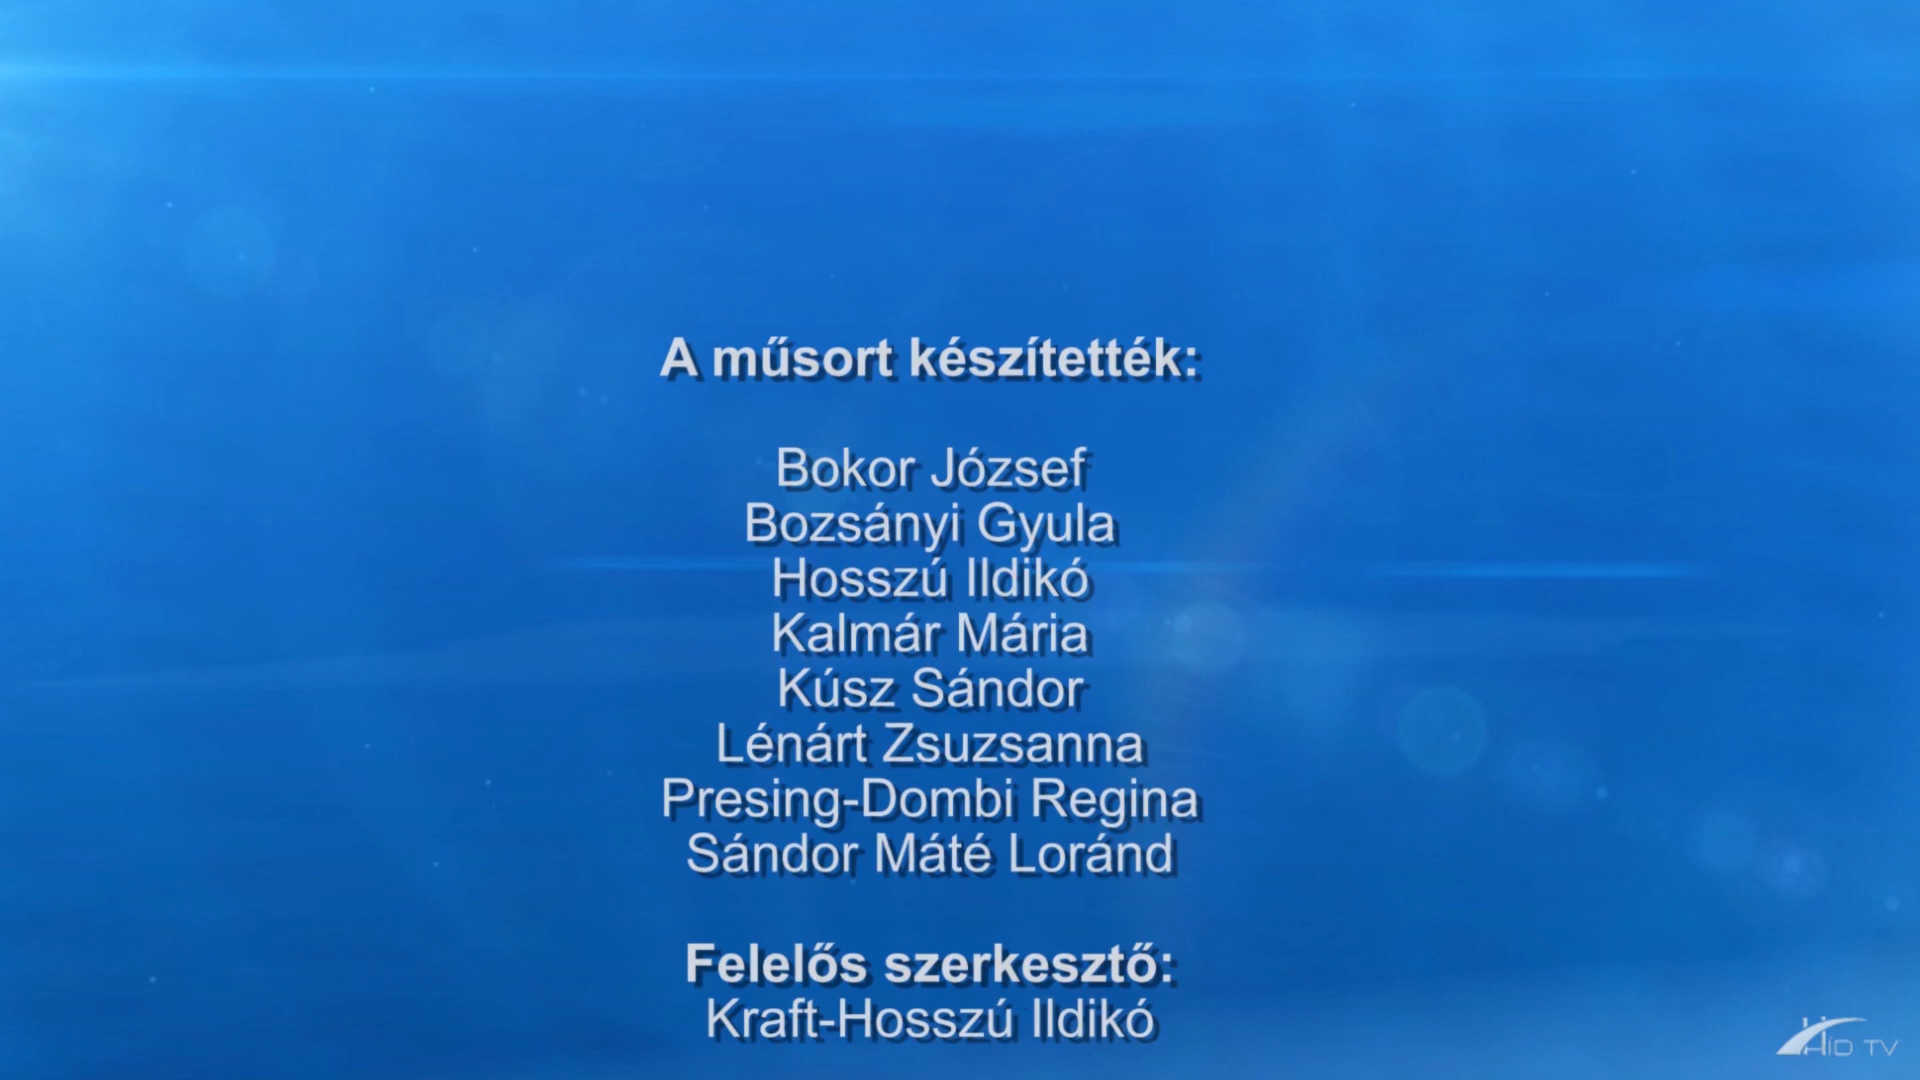 A műsort készítették:
Bokor József
Bozsányi Gyula
Hosszú Ildikó
Kalmár Mária
Kúsz Sándor
Lénárt Zsuzsanna
Presing-Dombi Regina
Sándor Máté Loránd
Felelős szerkesztő:
Kraft-Hosszú Ildikó
HÍD TV